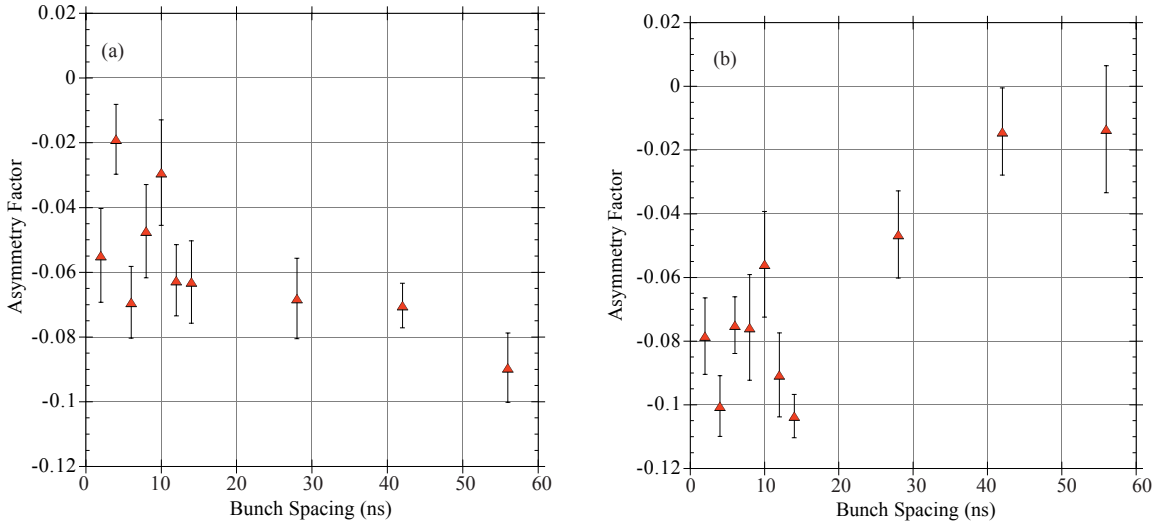 (a)
Asymmetry Factor
0.02
0
-0.02
-0.04
-0.06
-0.08
-0.1
-0.12
0 10 20 30 40 50 60
Bunch Spacing (ns)
(b)
Asymmetry Factor
0.02
0
-0.02
-0.04
-0.06
-0.08
-0.1
-0.12
0 10 20 30 40 50 60
Bunch Spacing (ns)